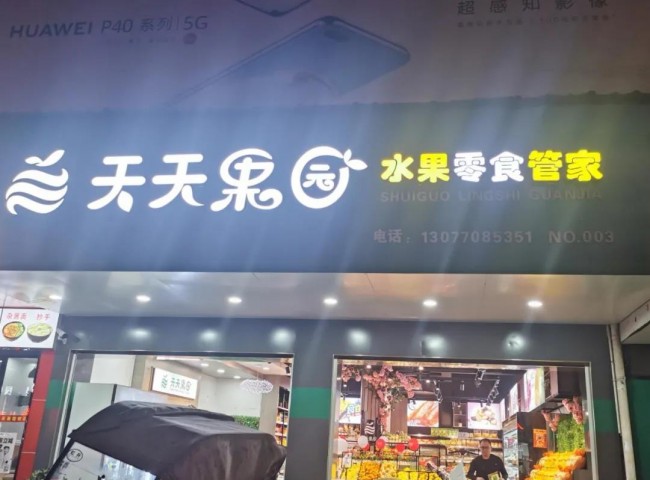 HUAWEI P40 系列 | 5G
超感知影像
天天果园
水果零食管家
SHUIGUO LINGSHI GUANJIA
电话：13077085351 NO.003
天天果园